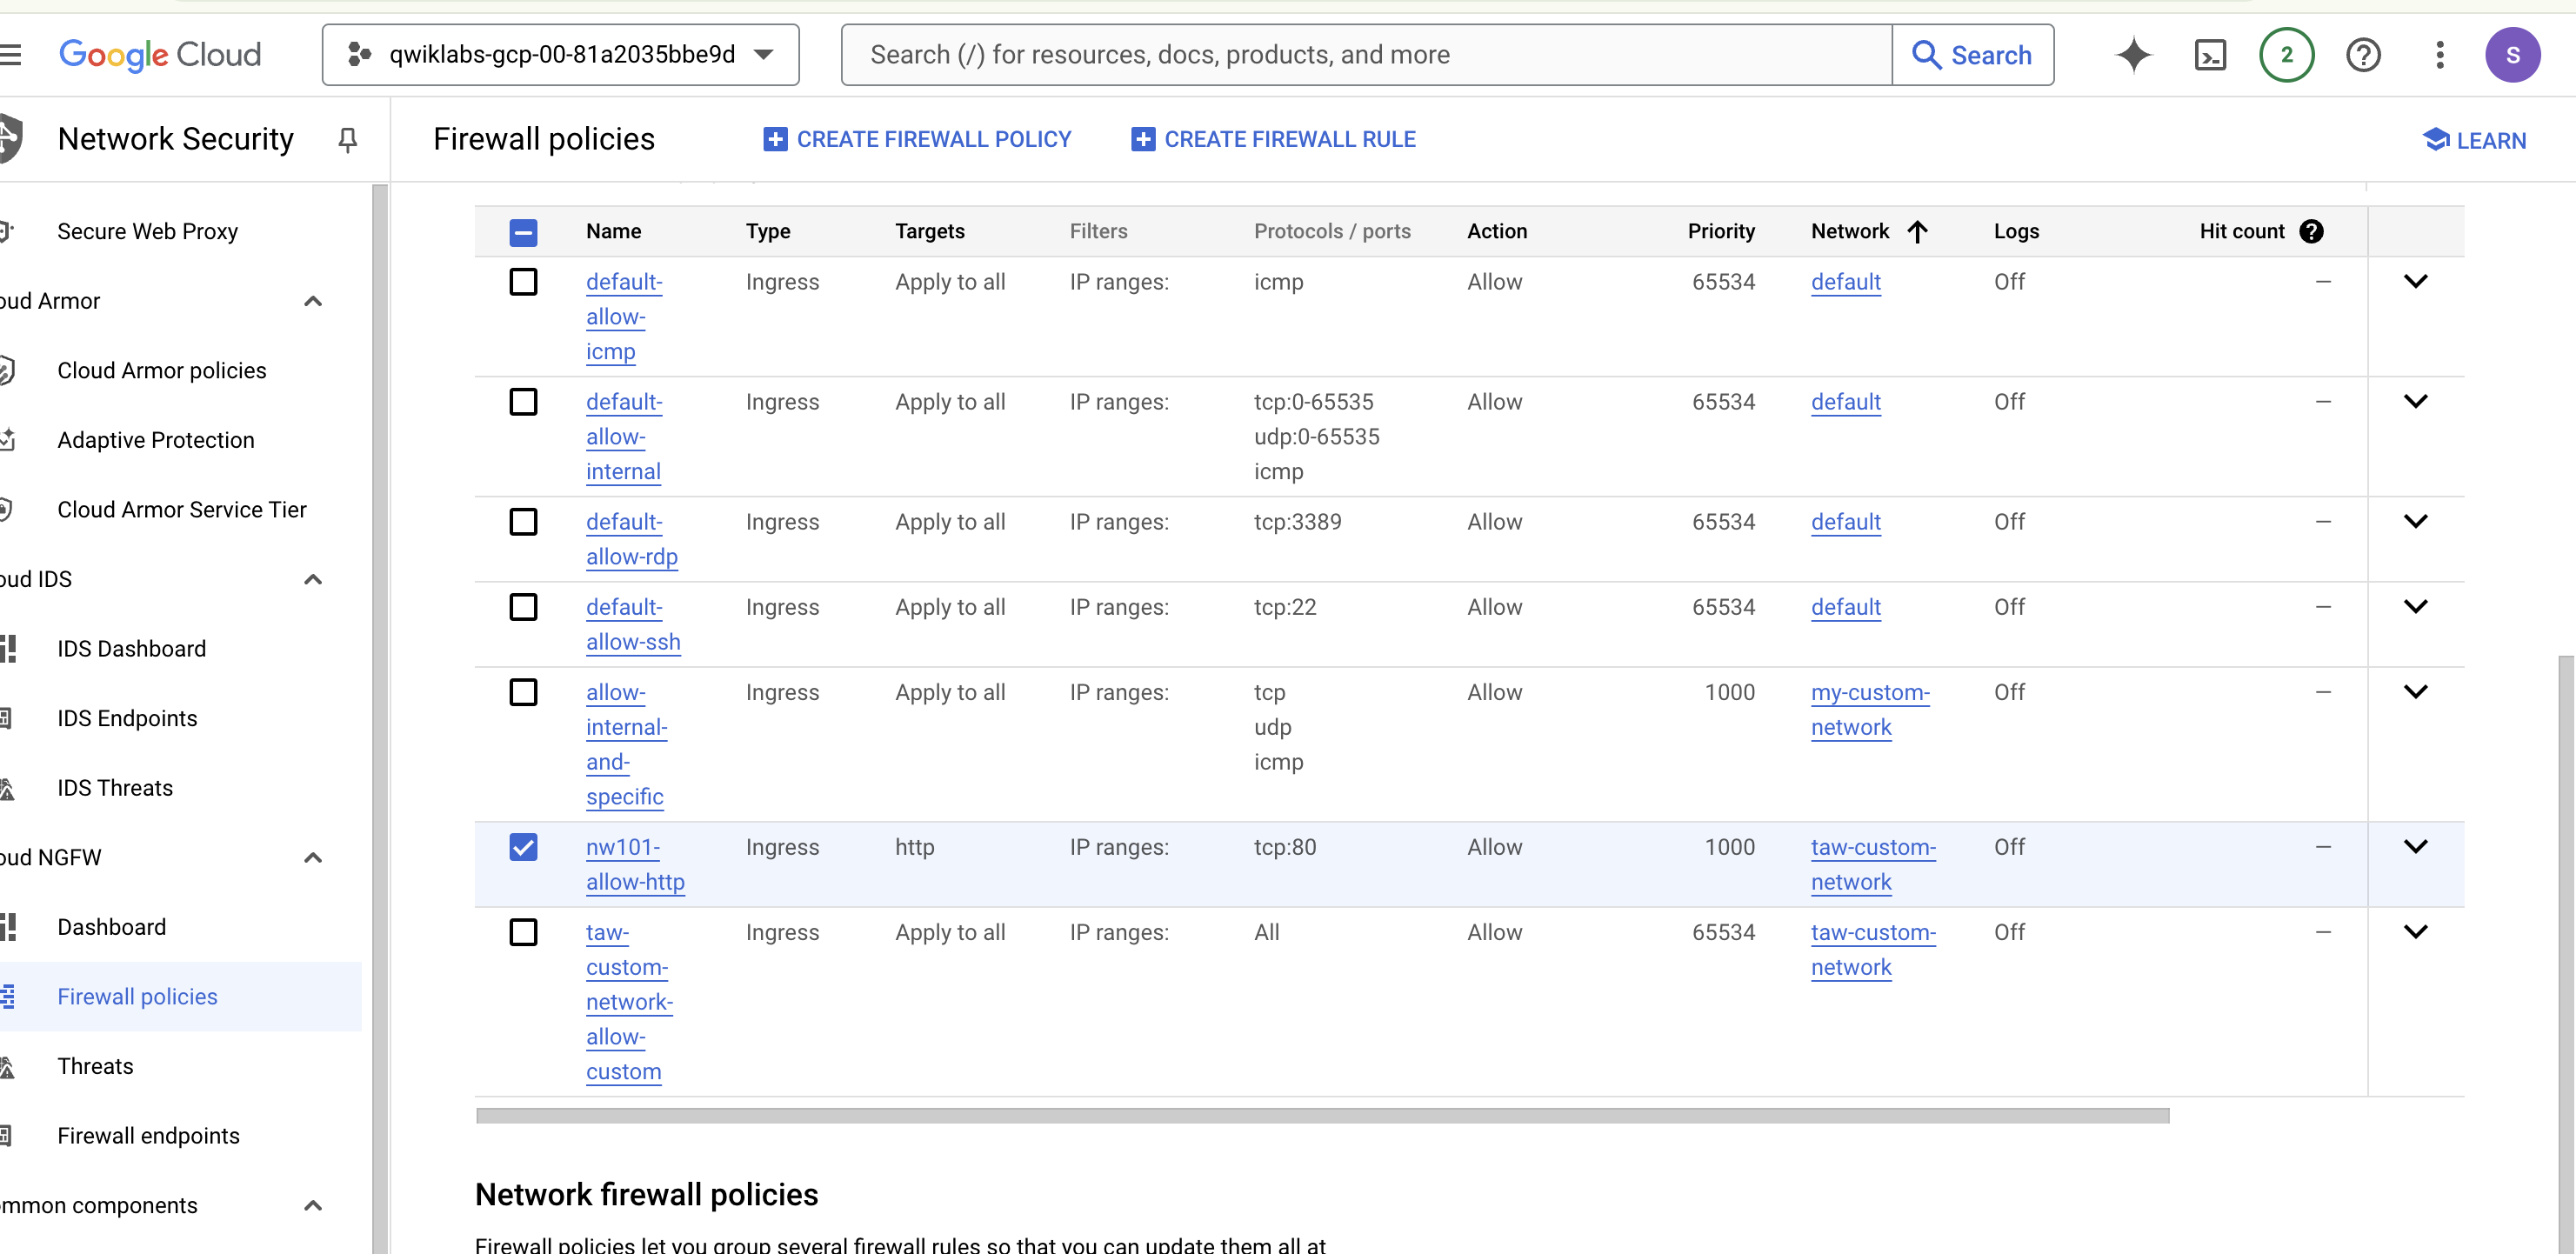 Google Cloud
qwiklabs-gcp-00-81a2035bbe9d
Search (/) for resources, docs, products, and more
Search
2
S
Network Security
Firewall policies
CREATE FIREWALL POLICY
CREATE FIREWALL RULE
LEARN
Secure Web Proxy
oud Armor
Cloud Armor policies
Adaptive Protection
Cloud Armor Service Tier
oud IDS
IDS Dashboard
IDS Endpoints
IDS Threats
oud NGFW
Dashboard
Firewall policies
Threats
Firewall endpoints
mmon components
Name Type Targets Filters Protocols / ports Action Priority Network Logs Hit count
default- Ingress Apply to all IP ranges: icmp Allow 65534 default Off —
allow-
icmp
default- Ingress Apply to all IP ranges: tcp:0-65535 Allow 65534 default Off —
allow- udp:0-65535
internal icmp
default- Ingress Apply to all IP ranges: tcp:3389 Allow 65534 default Off —
allow-rdp
default- Ingress Apply to all IP ranges: tcp:22 Allow 65534 default Off —
allow-ssh
allow- Ingress Apply to all IP ranges: tcp Allow 1000 my-custom- Off —
internal- udp network
and- icmp
specific
nw101- Ingress http IP ranges: tcp:80 Allow 1000 taw-custom- Off —
allow-http network
taw- Ingress Apply to all IP ranges: All Allow 65534 taw-custom- Off —
custom- network
network-
allow-
custom
Network firewall policies
Firewall policies let you group several firewall rules so that you can update them all at